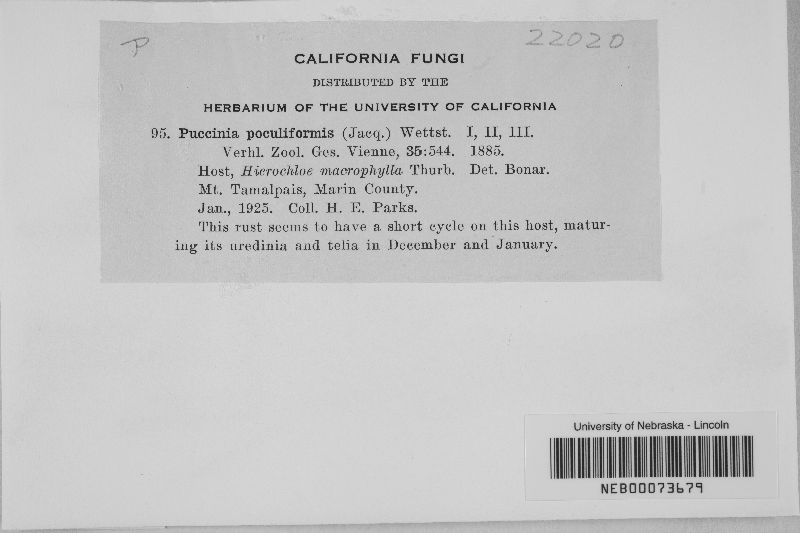 P
22020
CALIFORNIA FUNGI
DISTRIBUTED BY THE
HERBARIUM OF THE UNIVERSITY OF CALIFORNIA
95. Puccinia poculiformis (Jacq.) Wettst. I, II, III.
Verhl. Zool. Ges. Vienne, 35:544. 1885.
Host, Hierochloe macrophylla Thurb. Det. Bonar.
Mt. Tamalpais, Marin County.
Jan., 1925. Coll. H. E. Parks.
This rust seems to have a short cycle on this host, matur-
ing its uredinia and telia in December and January.
University of Nebraska - Lincoln
NEB00073679